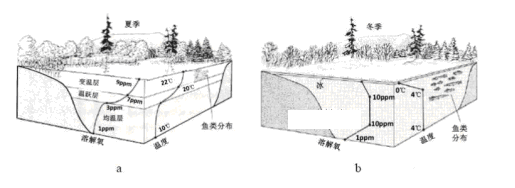 夏季
变温层
温跃层
均温层
9ppm
7ppm
3ppm
1ppm
22℃
20℃
10℃
鱼类分布
溶解氧
温度
a
冬季
冰
10ppm
10ppm
1ppm
0℃
4℃
4℃
鱼类
分布
溶解氧
温度
b